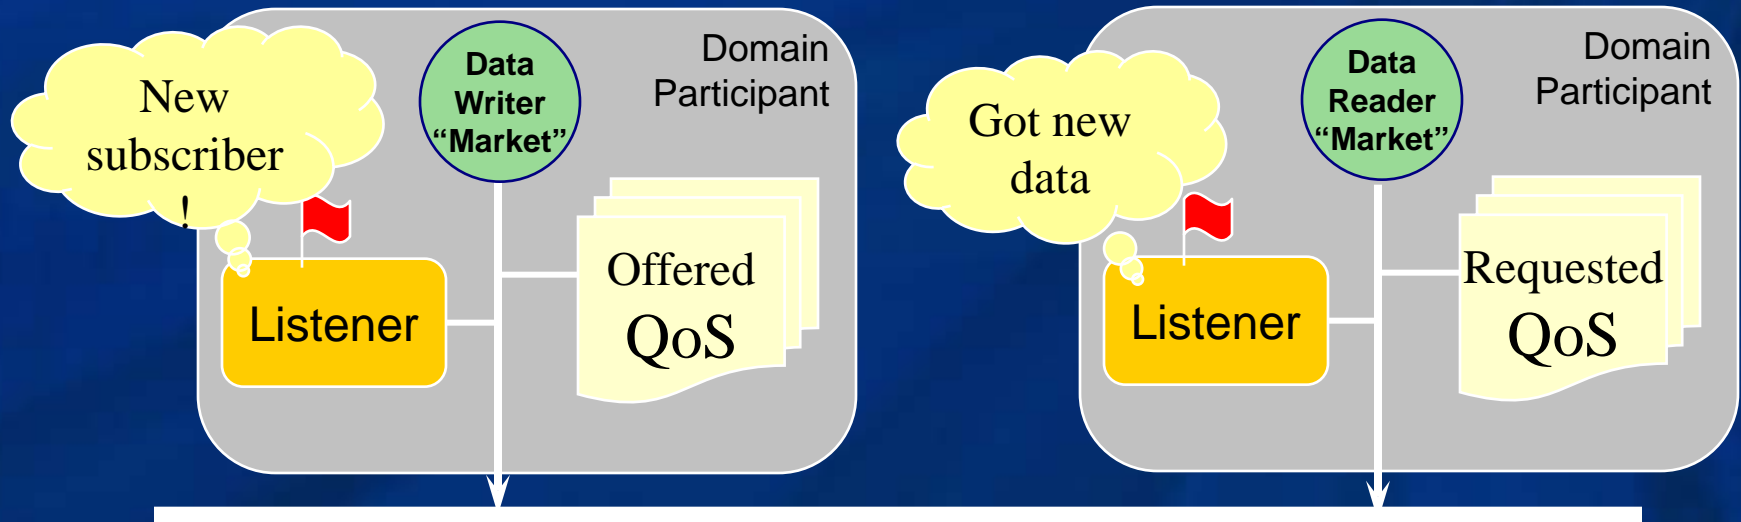 New
subscriber
!
Data
Writer
“Market”
Domain
Participant
Listener
Offered
QoS
Got new
data
Data
Reader
“Market”
Domain
Participant
Listener
Requested
QoS